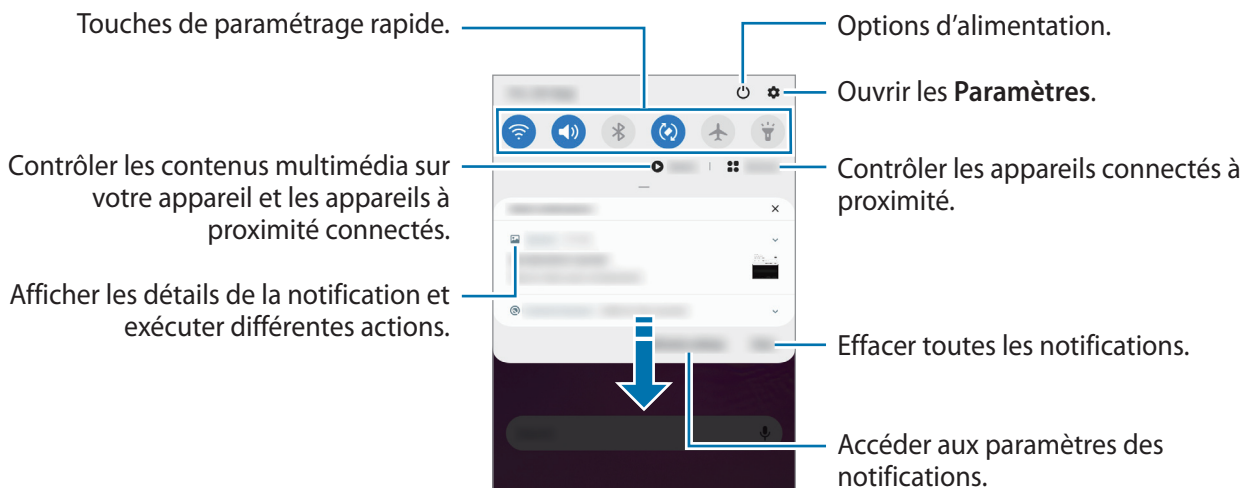 Touches de paramétrage rapide.
Options d’alimentation.
Ouvrir les Paramètres.
Contrôler les contenus multimédia sur
votre appareil et les appareils à
proximité connectés.
Contrôler les appareils connectés à
proximité.
Afficher les détails de la notification et
exécuter différentes actions.
Effacer toutes les notifications.
Accéder aux paramètres des
notifications.